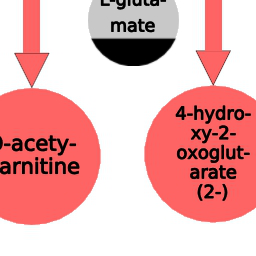 L-gluta-
mate
O-acety-
arnitine
4-hydro-
xy-2-
oxoglut-
arate
(2-)